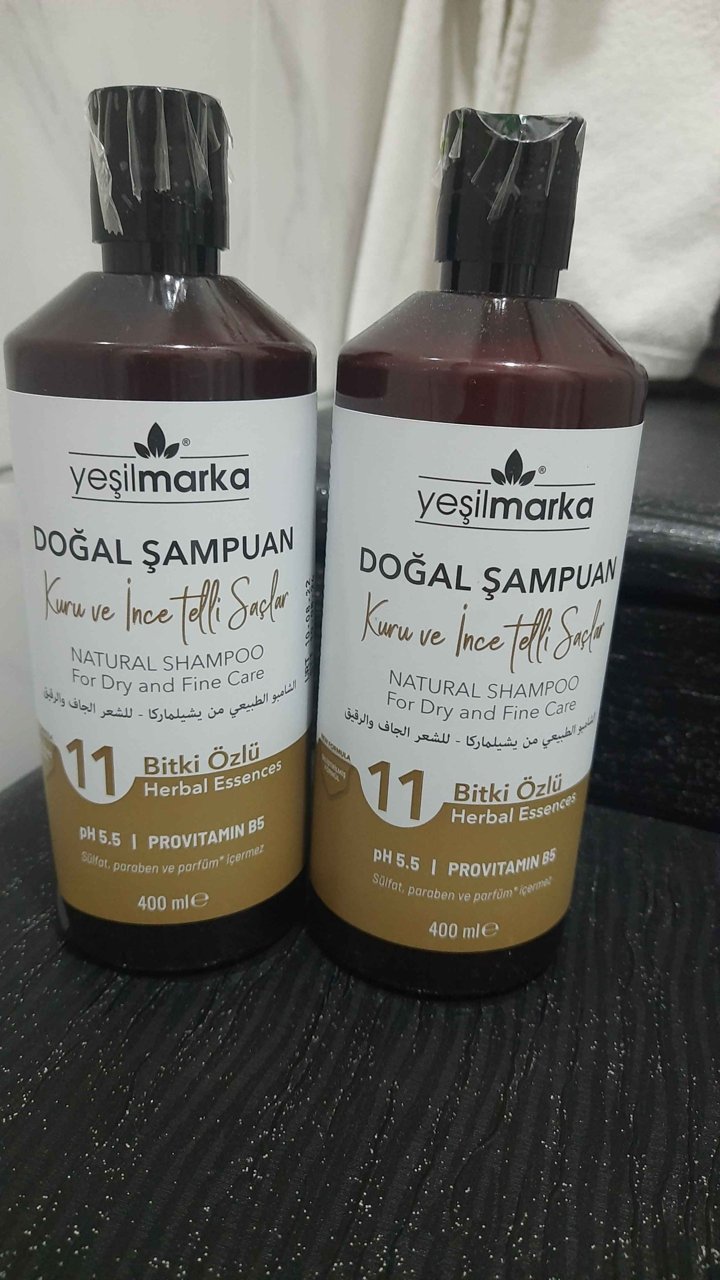 yeşilmarka®
DOĞAL ŞAMPUAN
Kuru ve İnce Telli Saçlar
NATURAL SHAMPOO
For Dry and Fine Care
الشامبو الطبيعي من يشيلماركا - للشعر الجاف والرقيق
11 Bitki Özlü
Herbal Essences
pH 5.5 | PROVITAMIN B5
Sülfat, paraben ve parfüm* içermez
400 ml ℮
10-08-22
yeşilmarka®
DOĞAL ŞAMPUAN
Kuru ve İnce Telli Saçlar
NATURAL SHAMPOO
For Dry and Fine Care
الشامبو الطبيعي من يشيلماركا - للشعر الجاف والرقيق
11 Bitki Özlü
Herbal Essences
pH 5.5 | PROVITAMIN B5
Sülfat, paraben ve parfüm* içermez
400 ml ℮